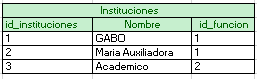 Instituciones
id_instituciones Nombre id_funcion
1 GABO 1
2 Maria Auxiliadora 1
3 Academico 2